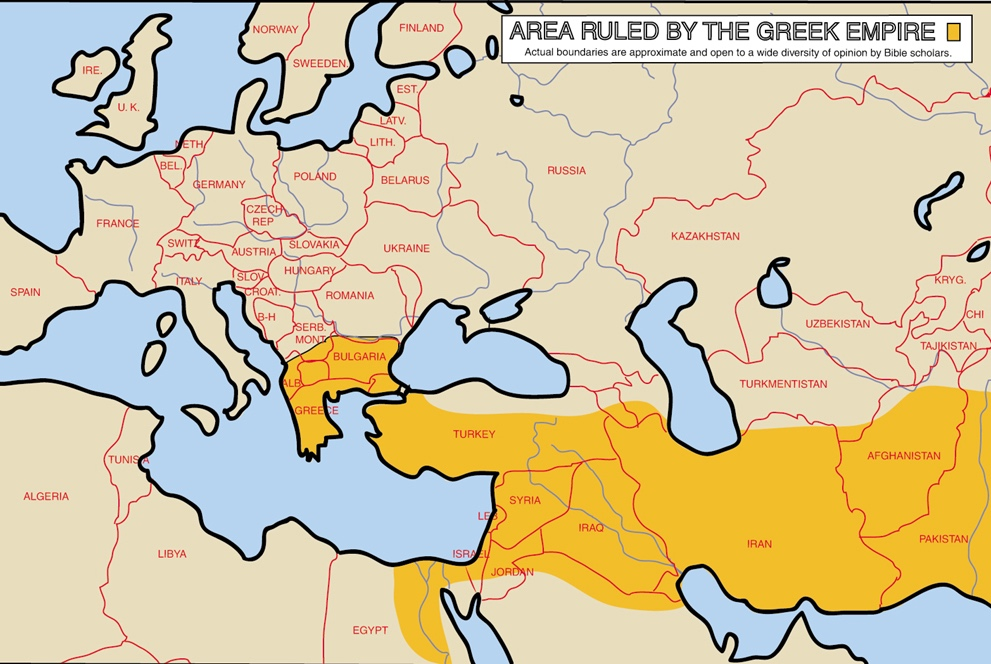 AREA RULED BY THE GREEK EMPIRE
Actual boundaries are approximate and open to a wide diversity of opinion by Bible scholars.
NORWAY
FINLAND
SWEEDEN
IRE.
U. K.
EST.
LATV.
LITH.
NETH
BEL.
GERMANY
POLAND
BELARUS
RUSSIA
CZECH
REP
FRANCE
SWITZ
AUSTRIA
SLOVAKIA
UKRAINE
KAZAKHSTAN
HUNGARY
SLOV
ITALY
CROAT.
ROMANIA
SPAIN
B-H
SERB.
MONT
BULGARIA
ALB
GREECE
KRYG.
CHI
UZBEKISTAN
TAJIKISTAN
TURKMENTISTAN
TURKEY
AFGHANISTAN
TUNISIA
ALGERIA
SYRIA
LEB
IRAQ
IRAN
PAKISTAN
LIBYA
ISRAEL
JORDAN
EGYPT